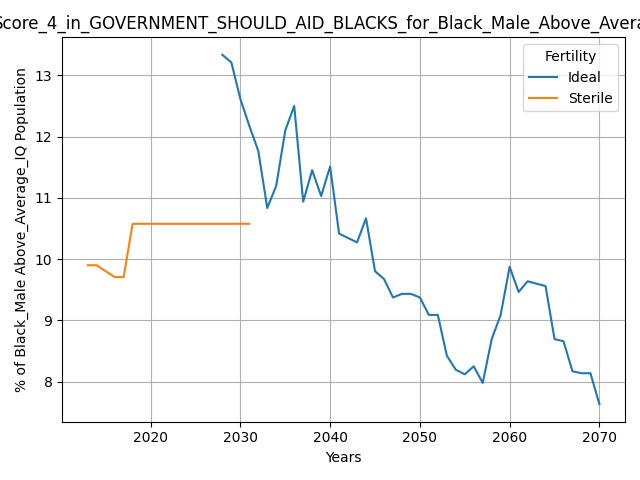 Score_4_in_GOVERNMENT_SHOULD_AID_BLACKS_for_Black_Male_Above_Avera
Fertility
Ideal
Sterile
% of Black_Male Above_Average_IQ Population
13
12
11
10
9
8
2020 2030 2040 2050 2060 2070
Years